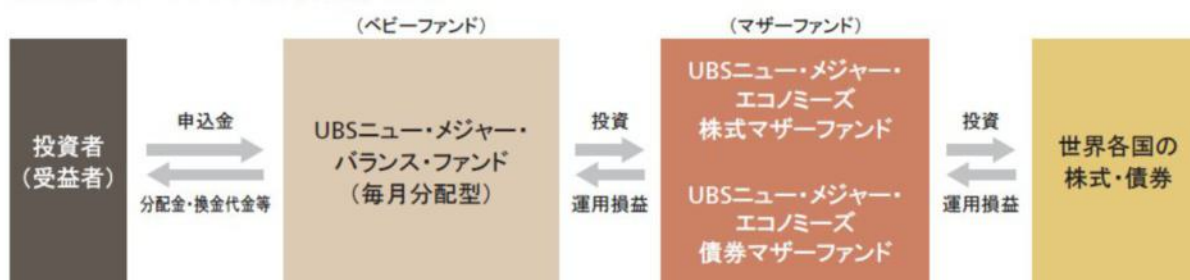 (ベビーファンド)
(マザーファンド)
投資者
(受益者)
申込金
分配金・換金代金等
UBSニュー・メジャー・
バランス・ファンド
(毎月分配型)
投資
運用損益
UBSニュー・メジャー・
エコノミーズ
株式マザーファンド
UBSニュー・メジャー・
エコノミーズ
債券マザーファンド
投資
運用損益
世界各国の
株式・債券